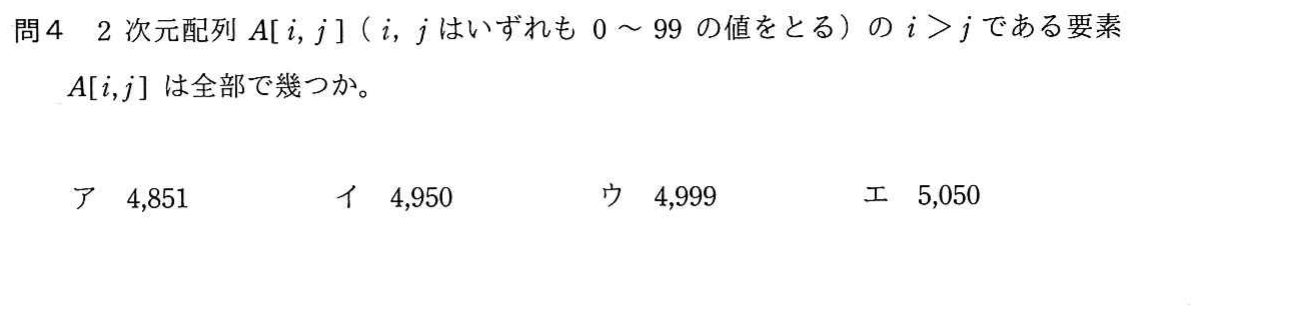 問4 2次元配列 A[i, j] (i, j はいずれも 0 ~ 99 の値をとる) の i > j である要素
A[i,j] は全部で幾つか。
ア 4,851 イ 4,950 ウ 4,999 エ 5,050